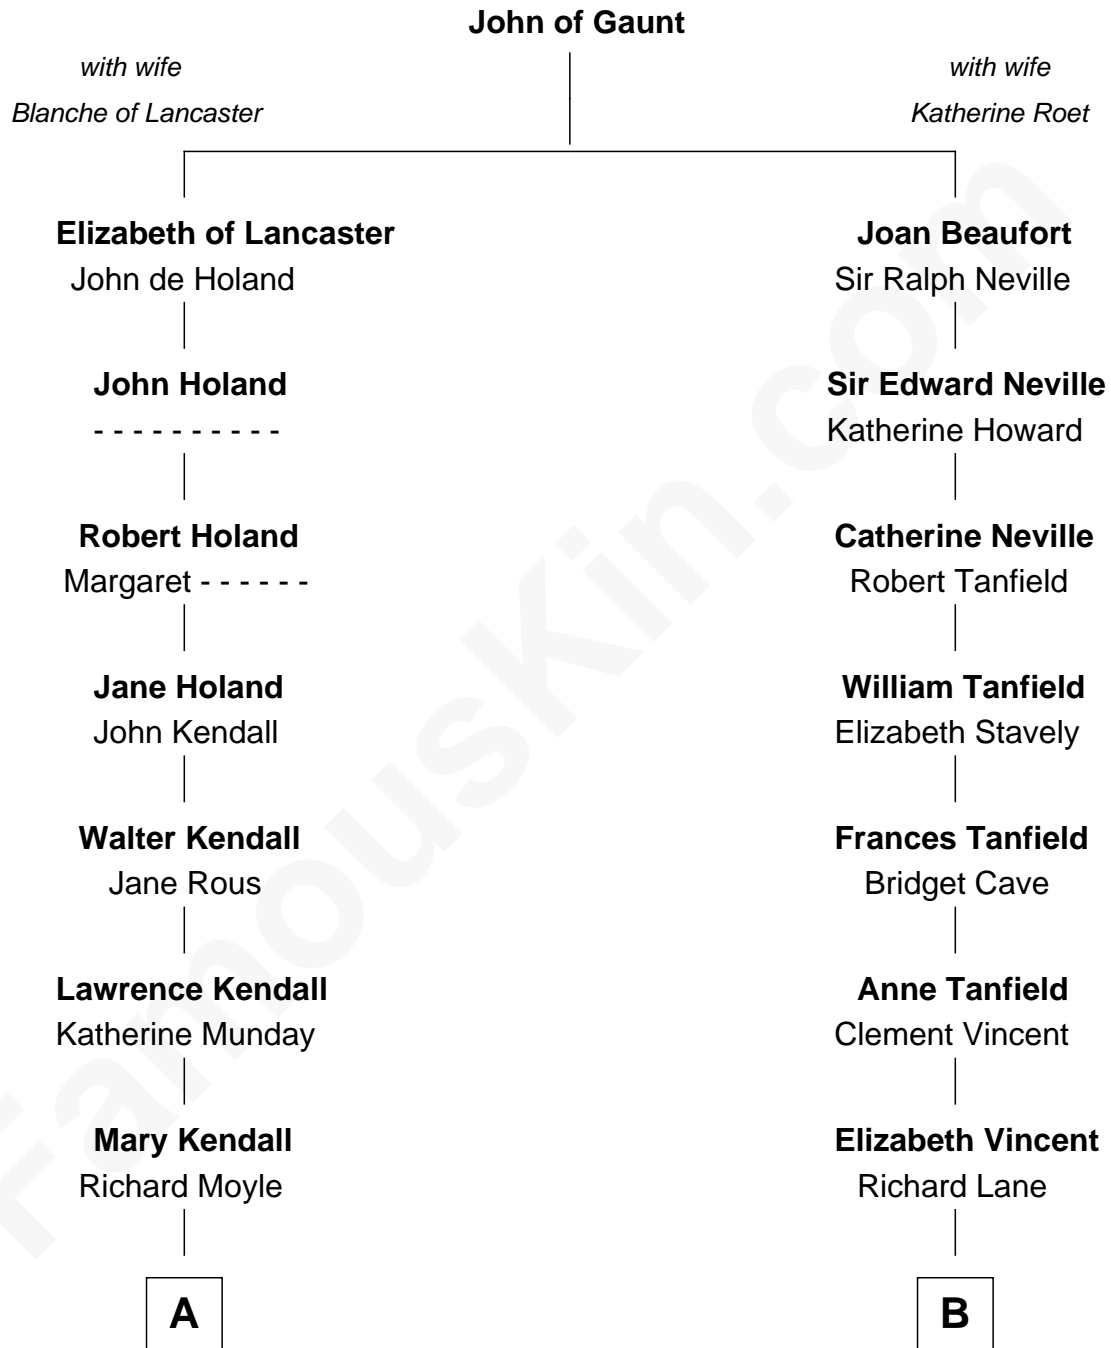 John of Gaunt
with wife
Blanche of Lancaster
with wife
Katherine Roet
Elizabeth of Lancaster
John de Holand
Joan Beaufort
Sir Ralph Neville
John Holand
- - - - - - - - - -
Sir Edward Neville
Katherine Howard
Robert Holand
Margaret - - - - - -
Catherine Neville
Robert Tanfield
Jane Holand
John Kendall
William Tanfield
Elizabeth Stavely
Walter Kendall
Jane Rous
Frances Tanfield
Bridget Cave
Lawrence Kendall
Katherine Munday
Anne Tanfield
Clement Vincent
Mary Kendall
Richard Moyle
Elizabeth Vincent
Richard Lane
A
B
FamousKin.com